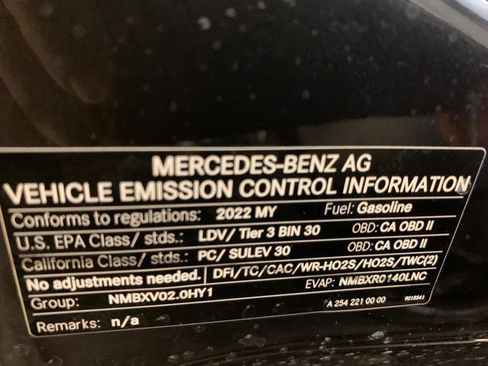 MERCEDES-BENZ AG
VEHICLE EMISSION CONTROL INFORMATION
Conforms to regulations: 2022 MY Fuel: Gasoline
U.S. EPA Class/ stds.: LDV/ Tier 3 BIN 30 OBD: CA OBD II
California Class/ stds.: PC/ SULEV 30 OBD: CA OBD II
No adjustments needed. DFI/TC/CAC/WR-HO2S/HO2S/TWC(2)
Group: NMBXV02.0HY1 EVAP: NMBXR0140LNC
Remarks: n/a A 254 221 00 00